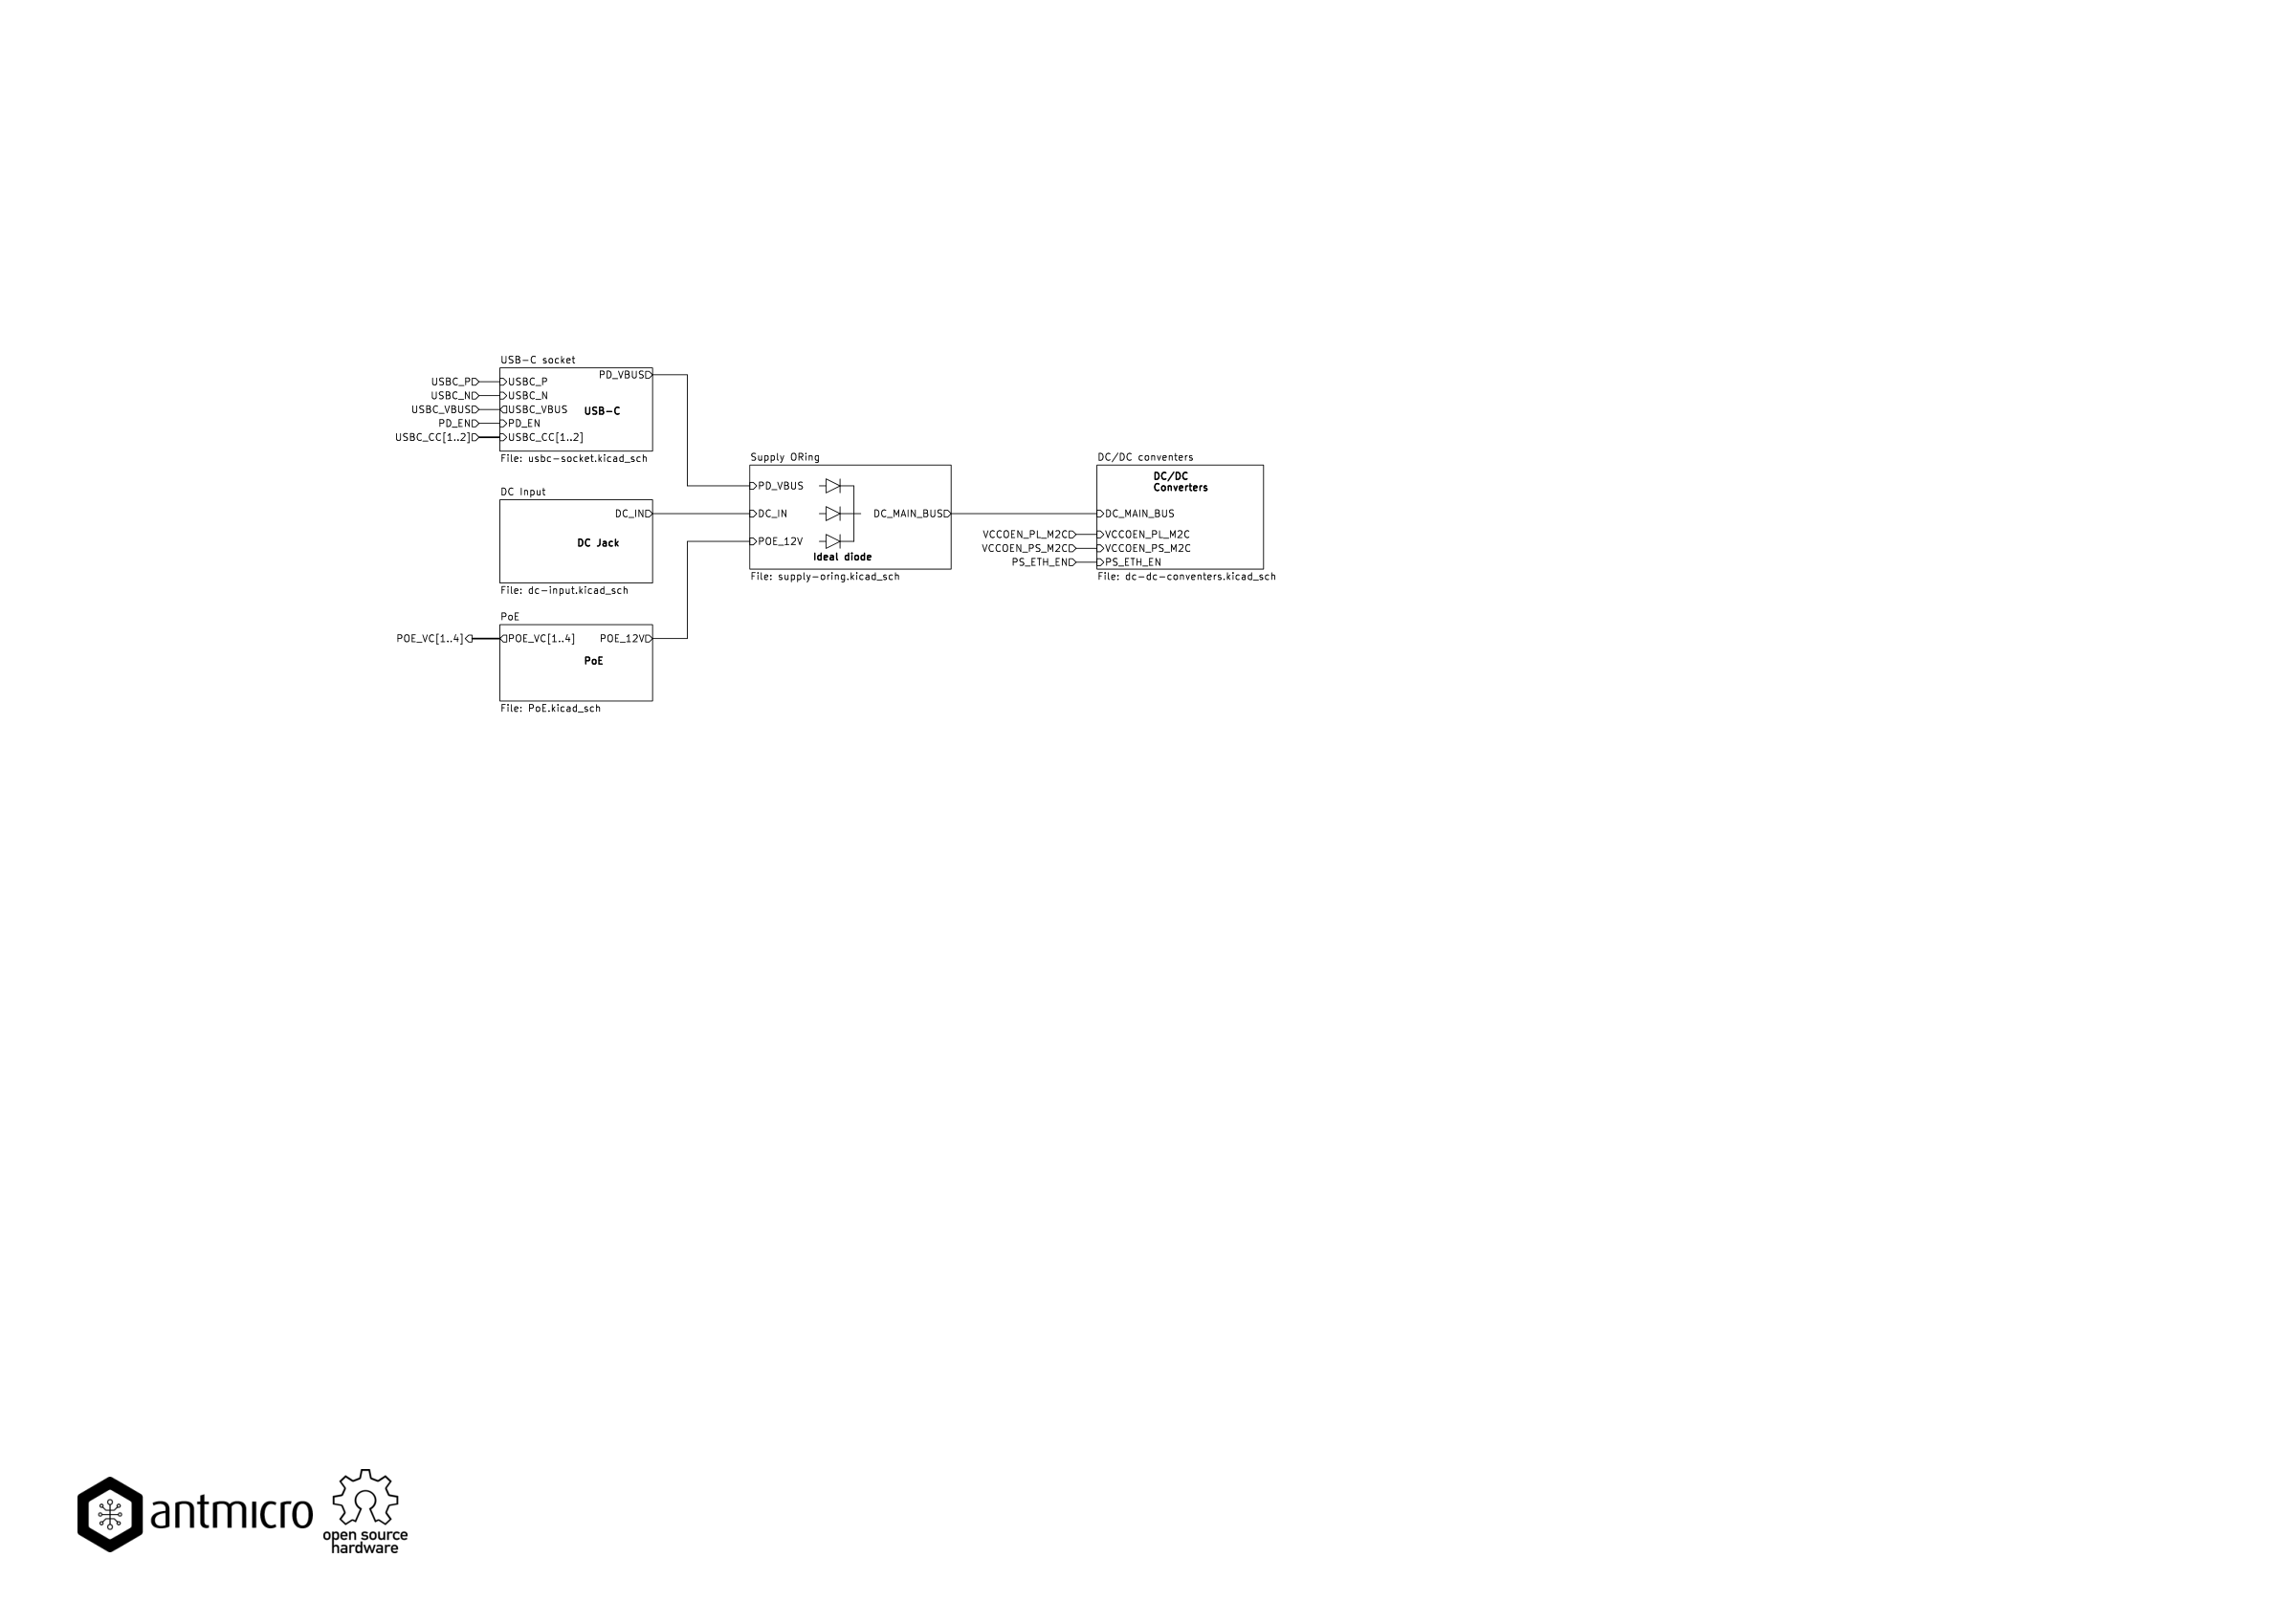 USB-C socket
USBC_P USBC_P PD_VBUS
USBC_N USBC_N
USBC_VBUS USBC_VBUS USB-C
PD_EN PD_EN
USBC_CC[1..2] USBC_CC[1..2]
File: usbc-socket.kicad_sch
DC Input
DC_IN
DC Jack
File: dc-input.kicad_sch
PoE
POE_VC[1..4] POE_VC[1..4] POE_12V
PoE
File: PoE.kicad_sch
Supply ORing
PD_VBUS
DC_IN DC_MAIN_BUS
POE_12V
Ideal diode
File: supply-oring.kicad_sch
DC/DC conventers
DC/DC
Converters
DC_MAIN_BUS
VCCOEN_PL_M2C VCCOEN_PL_M2C
VCCOEN_PS_M2C VCCOEN_PS_M2C
PS_ETH_EN PS_ETH_EN
File: dc-dc-conventers.kicad_sch
antmicro
open source
hardware